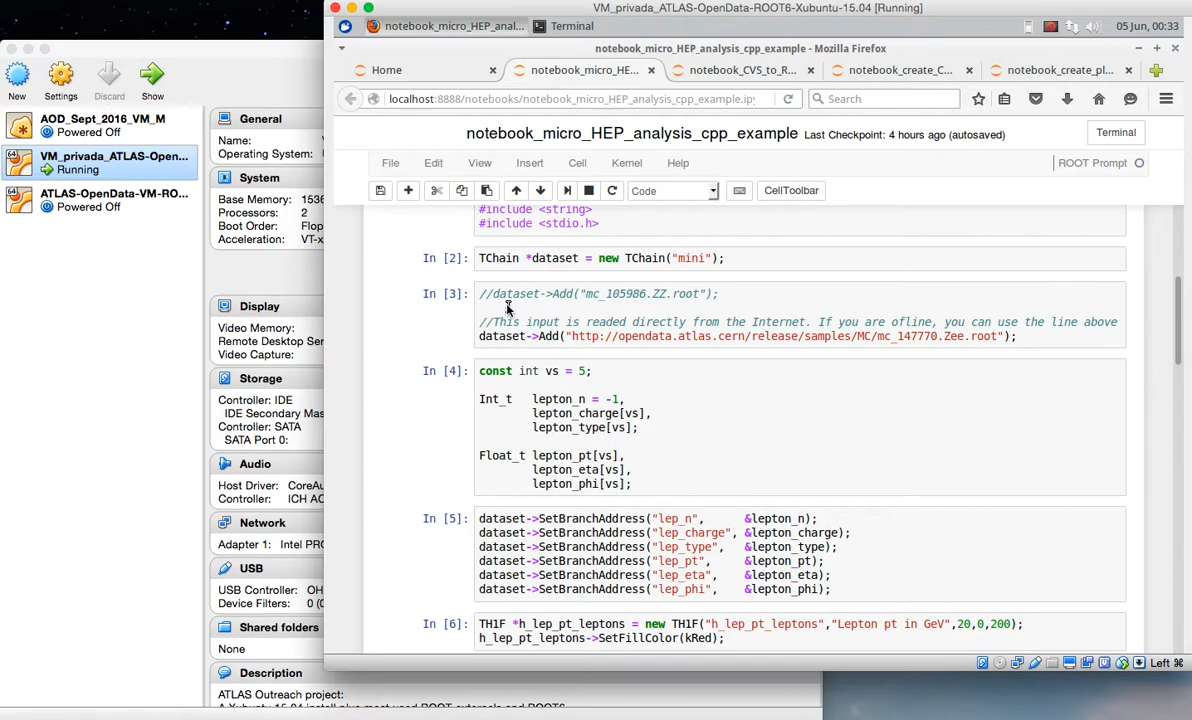 VM_privada_ATLAS-OpenData-ROOT6-Xubuntu-15.04 [Running]
notebook_micro_HEP_anal...
Terminal
05 Jun, 00:33
notebook_micro_HEP_analysis_cpp_example - Mozilla Firefox
Home
notebook_micro_HE...
notebook_CVS_to_R...
notebook_create_C...
notebook_create_pl...
localhost:8888/notebooks/notebook_micro_HEP_analysis_cpp_example.ipy
Search
notebook_micro_HEP_analysis_cpp_example Last Checkpoint: 4 hours ago (autosaved)
Terminal
File Edit View Insert Cell Kernel Help
ROOT Prompt
Code
CellToolbar
#include <string>
#include <stdio.h>
In [2]: TChain *dataset = new TChain("mini");
In [3]: //dataset->Add("mc_105986.ZZ.root");
//This input is readed directly from the Internet. If you are ofline, you can use the line above
dataset->Add("http://opendata.atlas.cern/release/samples/MC/mc_147770.Zee.root");
In [4]: const int vs = 5;
Int_t lepton_n = -1,
lepton_charge[vs],
lepton_type[vs];
Float_t lepton_pt[vs],
lepton_eta[vs],
lepton_phi[vs];
In [5]: dataset->SetBranchAddress("lep_n", &lepton_n);
dataset->SetBranchAddress("lep_charge", &lepton_charge);
dataset->SetBranchAddress("lep_type", &lepton_type);
dataset->SetBranchAddress("lep_pt", &lepton_pt);
dataset->SetBranchAddress("lep_eta", &lepton_eta);
dataset->SetBranchAddress("lep_phi", &lepton_phi);
In [6]: TH1F *h_lep_pt_leptons = new TH1F("h_lep_pt_leptons","Lepton pt in GeV",20,0,200);
h_lep_pt_leptons->SetFillColor(kRed);
Left ⌘
New
Settings
Discard
Show
AOD_Sept_2016_VM_M
Powered Off
VM_privada_ATLAS-Open...
Running
ATLAS-OpenData-VM-RO...
Powered Off
General
Name:
Operating System:
System
Base Memory: 1536
Processors: 2
Boot Order: Flop
Acceleration: VT-x
Display
Video Memory:
Remote Desktop Ser
Video Capture:
Storage
Controller: IDE
IDE Secondary Mas
Controller: SATA
SATA Port 0:
Audio
Host Driver: CoreAu
Controller: ICH AC
Network
Adapter 1: Intel PRO
USB
USB Controller: OH
Device Filters: 0 (0
Shared folders
None
Description
ATLAS Outreach project: